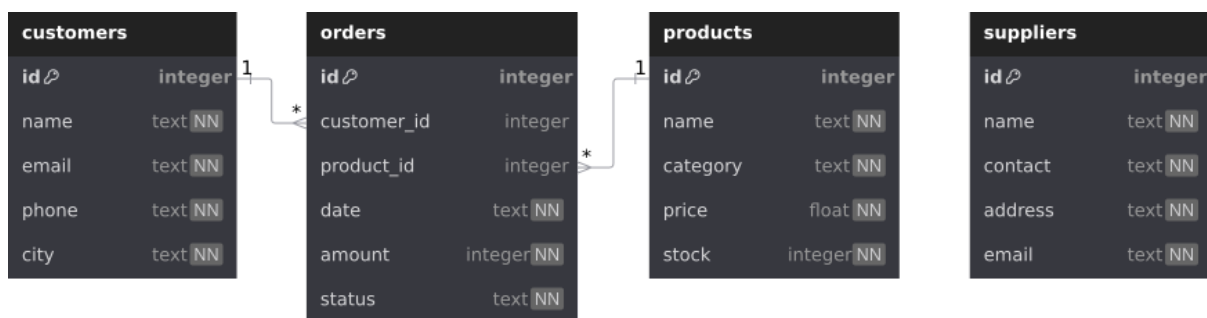 customers
id integer
name text NN
email text NN
phone text NN
city text NN
1
*
orders
id integer
customer_id integer
product_id integer
date text NN
amount integer NN
status text NN
*
1
products
id integer
name text NN
category text NN
price float NN
stock integer NN
suppliers
id integer
name text NN
contact text NN
address text NN
email text NN